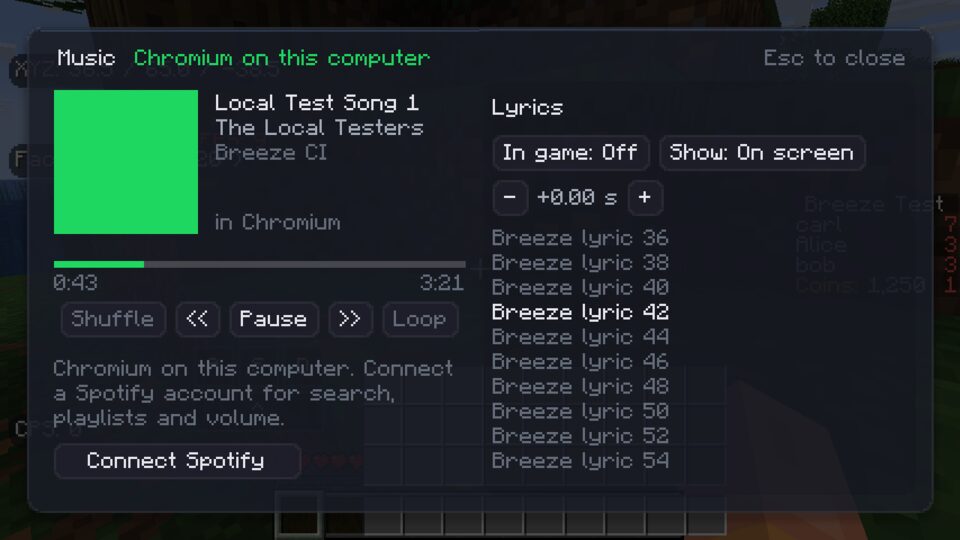 Music Chromium on this computer
Esc to close
Local Test Song 1
The Local Testers
Breeze CI
in Chromium
0:43
3:21
Shuffle
<<
Pause
>>
Loop
Chromium on this computer. Connect
a Spotify account for search,
playlists and volume.
Connect Spotify
Lyrics
In game: Off
Show: On screen
-
+0.00 s
+
Breeze lyric 36
Breeze lyric 38
Breeze lyric 40
Breeze lyric 42
Breeze lyric 44
Breeze lyric 46
Breeze lyric 48
Breeze lyric 50
Breeze lyric 52
Breeze lyric 54
Breeze Test
carl 7
Alice 3
bob 3
Coins: 1,250 1